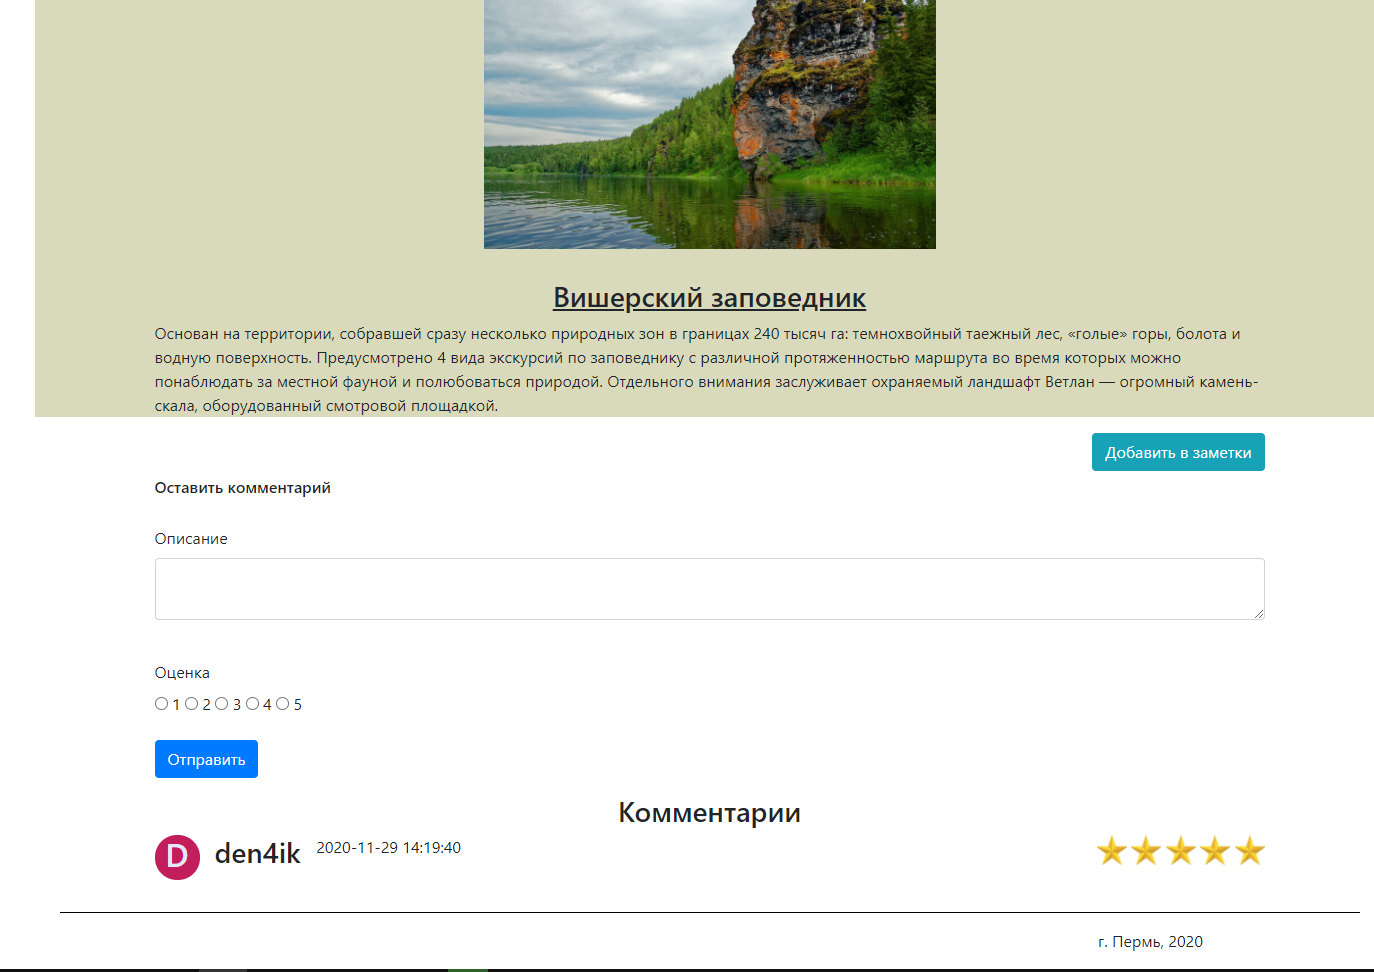 Вишерский заповедник
Основан на территории, собравшей сразу несколько природных зон в границах 240 тысяч га: темнохвойный таежный лес, «голые» горы, болота и
водную поверхность. Предусмотрено 4 вида экскурсий по заповеднику с различной протяженностью маршрута во время которых можно
понаблюдать за местной фауной и полюбоваться природой. Отдельного внимания заслуживает охраняемый ландшафт Ветлан — огромный камень-
скала, оборудованный смотровой площадкой.
Добавить в заметки
Оставить комментарий
Описание
Оценка
1 2 3 4 5
Отправить
Комментарии
D den4ik 2020-11-29 14:19:40
г. Пермь, 2020